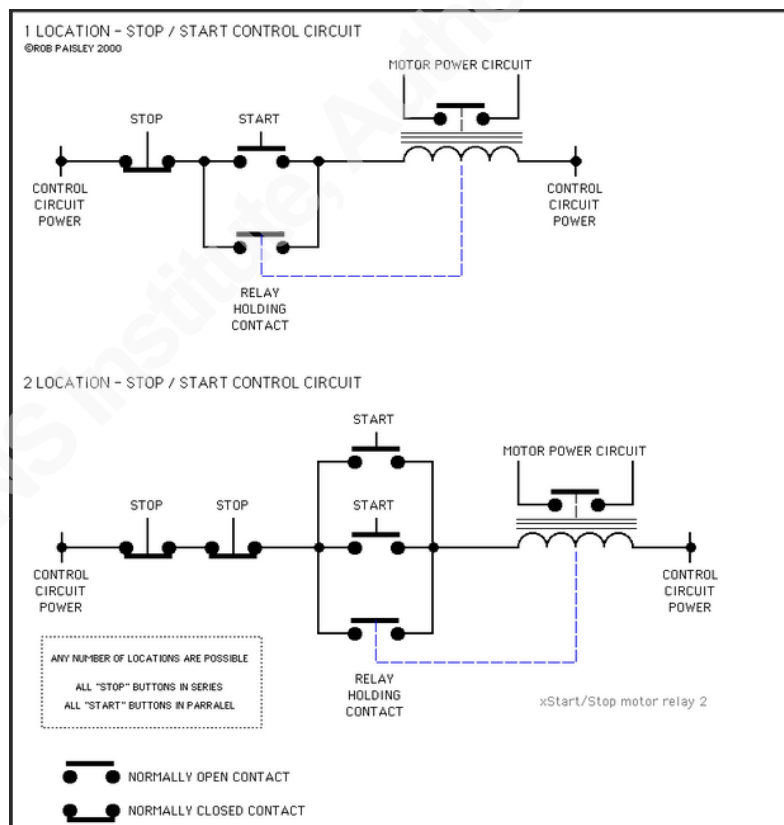 1 LOCATION - STOP / START CONTROL CIRCUIT
©ROB PAISLEY 2000
MOTOR POWER CIRCUIT
STOP
START
CONTROL
CIRCUIT
POWER
CONTROL
CIRCUIT
POWER
RELAY
HOLDING
CONTACT
2 LOCATION - STOP / START CONTROL CIRCUIT
START
MOTOR POWER CIRCUIT
STOP
STOP
START
CONTROL
CIRCUIT
POWER
CONTROL
CIRCUIT
POWER
ANY NUMBER OF LOCATIONS ARE POSSIBLE
ALL "STOP" BUTTONS IN SERIES
ALL "START" BUTTONS IN PARRALEL
RELAY
HOLDING
CONTACT
xStart/Stop motor relay 2
NORMALLY OPEN CONTACT
NORMALLY CLOSED CONTACT
NS Institute, Autho